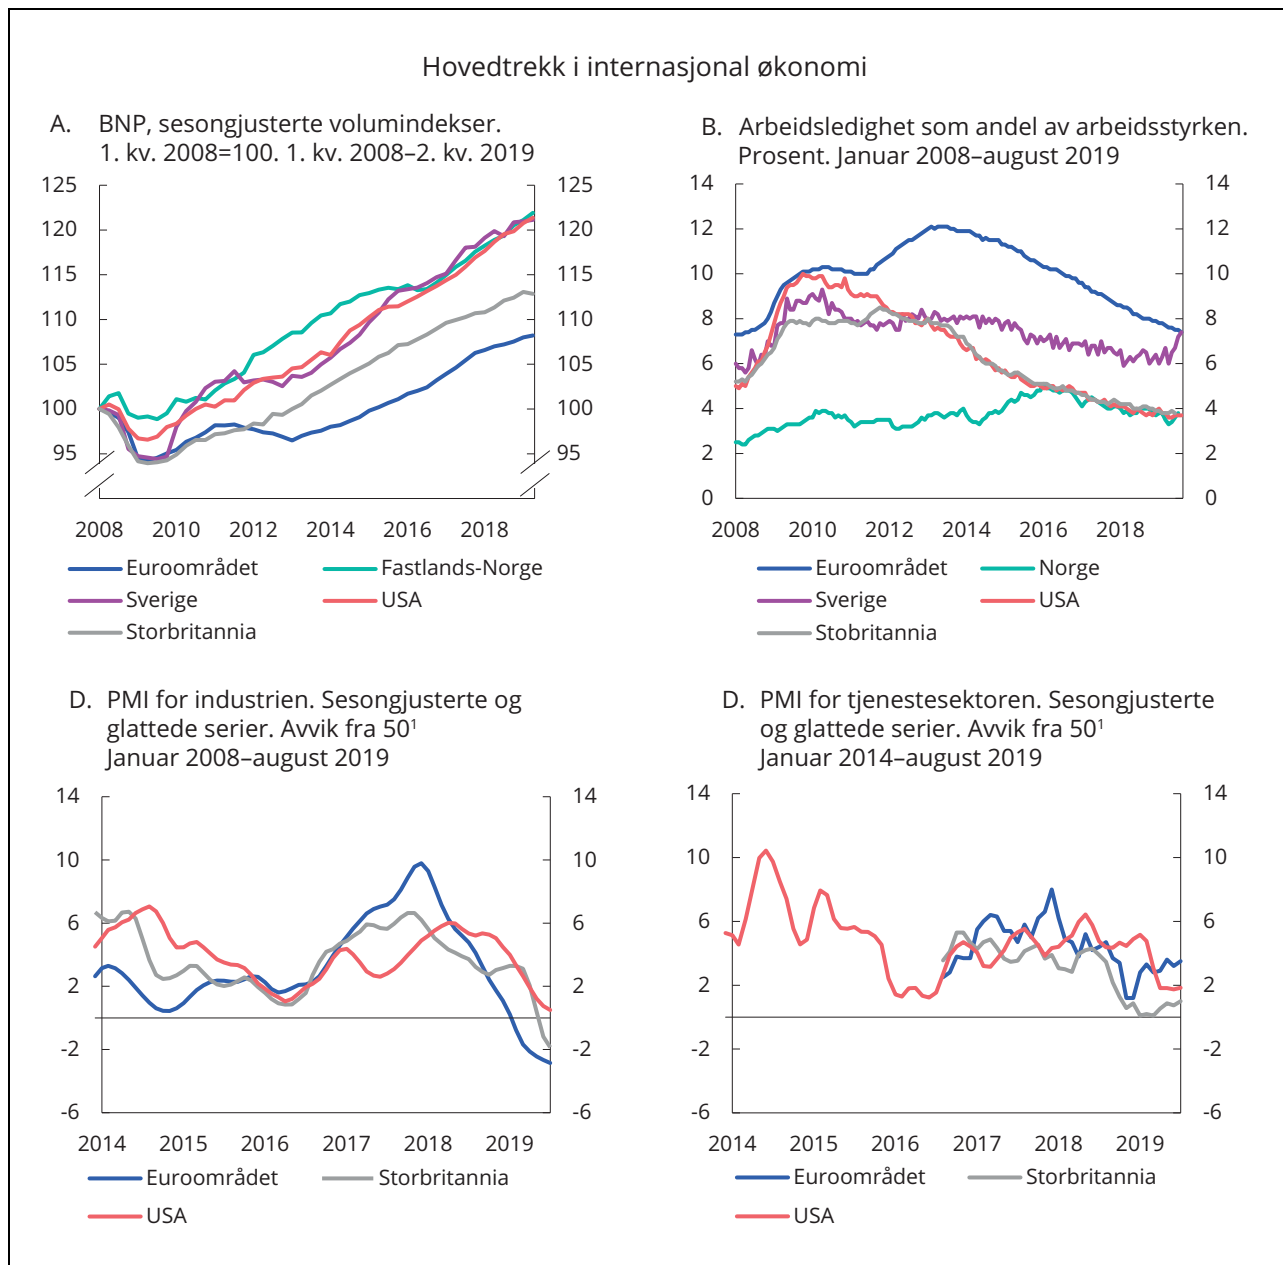 Hovedtrekk i internasjonal økonomi
A. BNP, sesongjusterte volumindekser.
1. kv. 2008=100. 1. kv. 2008–2. kv. 2019
125 125
120 120
115 115
110 110
105 105
100 100
95 95
2008 2010 2012 2014 2016 2018
Euroområdet Fastlands-Norge
Sverige USA
Storbritannia
B. Arbeidsledighet som andel av arbeidsstyrken.
Prosent. Januar 2008–august 2019
14 14
12 12
10 10
8 8
6 6
4 4
2 2
0 0
2008 2010 2012 2014 2016 2018
Euroområdet Norge
Sverige USA
Stobritannia
D. PMI for industrien. Sesongjusterte og
glattede serier. Avvik fra 50¹
Januar 2008–august 2019
14 14
10 10
6 6
2 2
-2 -2
-6 -6
2014 2015 2016 2017 2018 2019
Euroområdet Storbritannia
USA
D. PMI for tjenestesektoren. Sesongjusterte
og glattede serier. Avvik fra 50¹
Januar 2014–august 2019
14 14
10 10
6 6
2 2
-2 -2
-6 -6
2014 2015 2016 2017 2018 2019
Euroområdet Storbritannia
USA